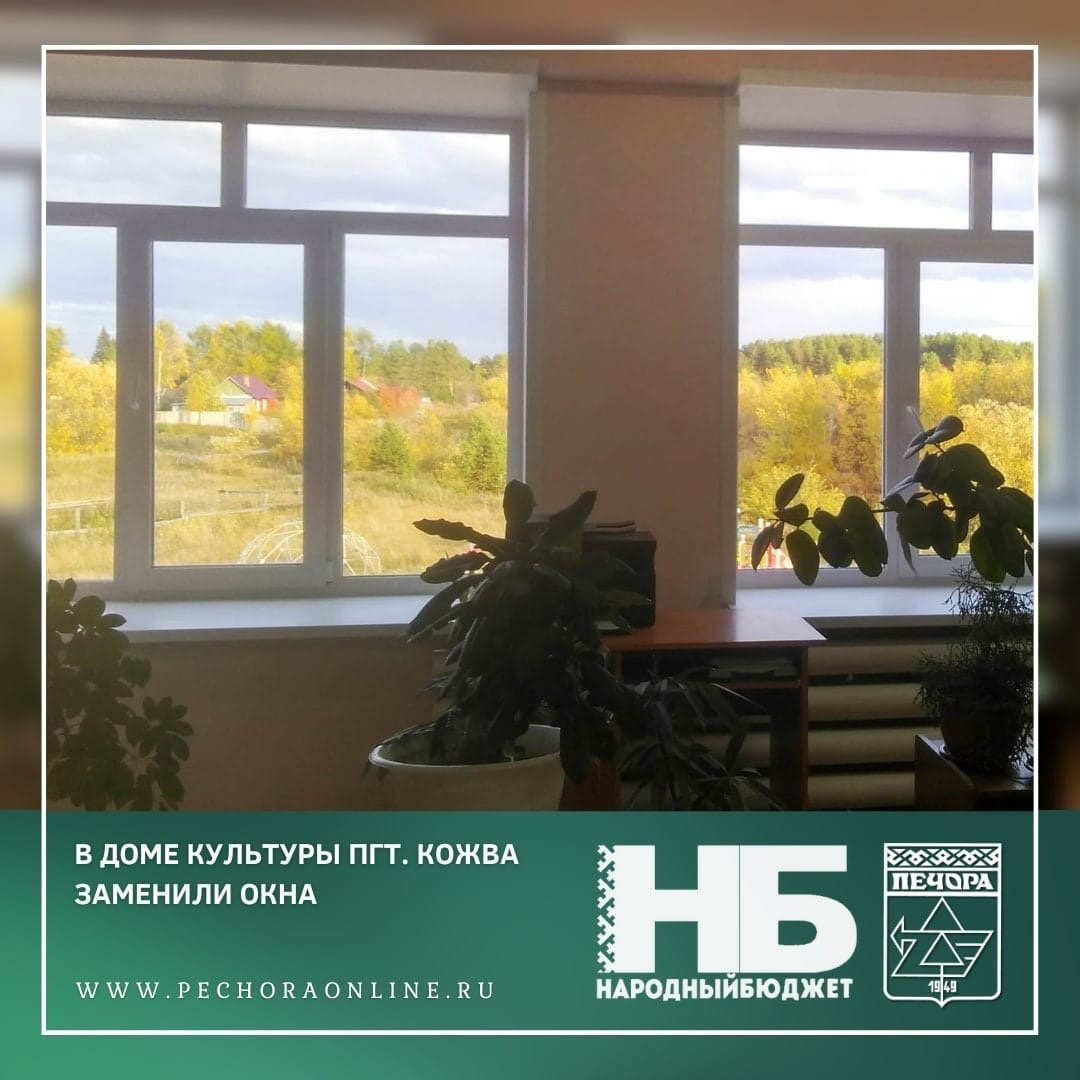 В ДОМЕ КУЛЬТУРЫ ПГТ. КОЖВА
ЗАМЕНИЛИ ОКНА
WWW.PECHORAONLINE.RU
НБ
НАРОДНЫЙБЮДЖЕТ
ПЕЧОРА
1949